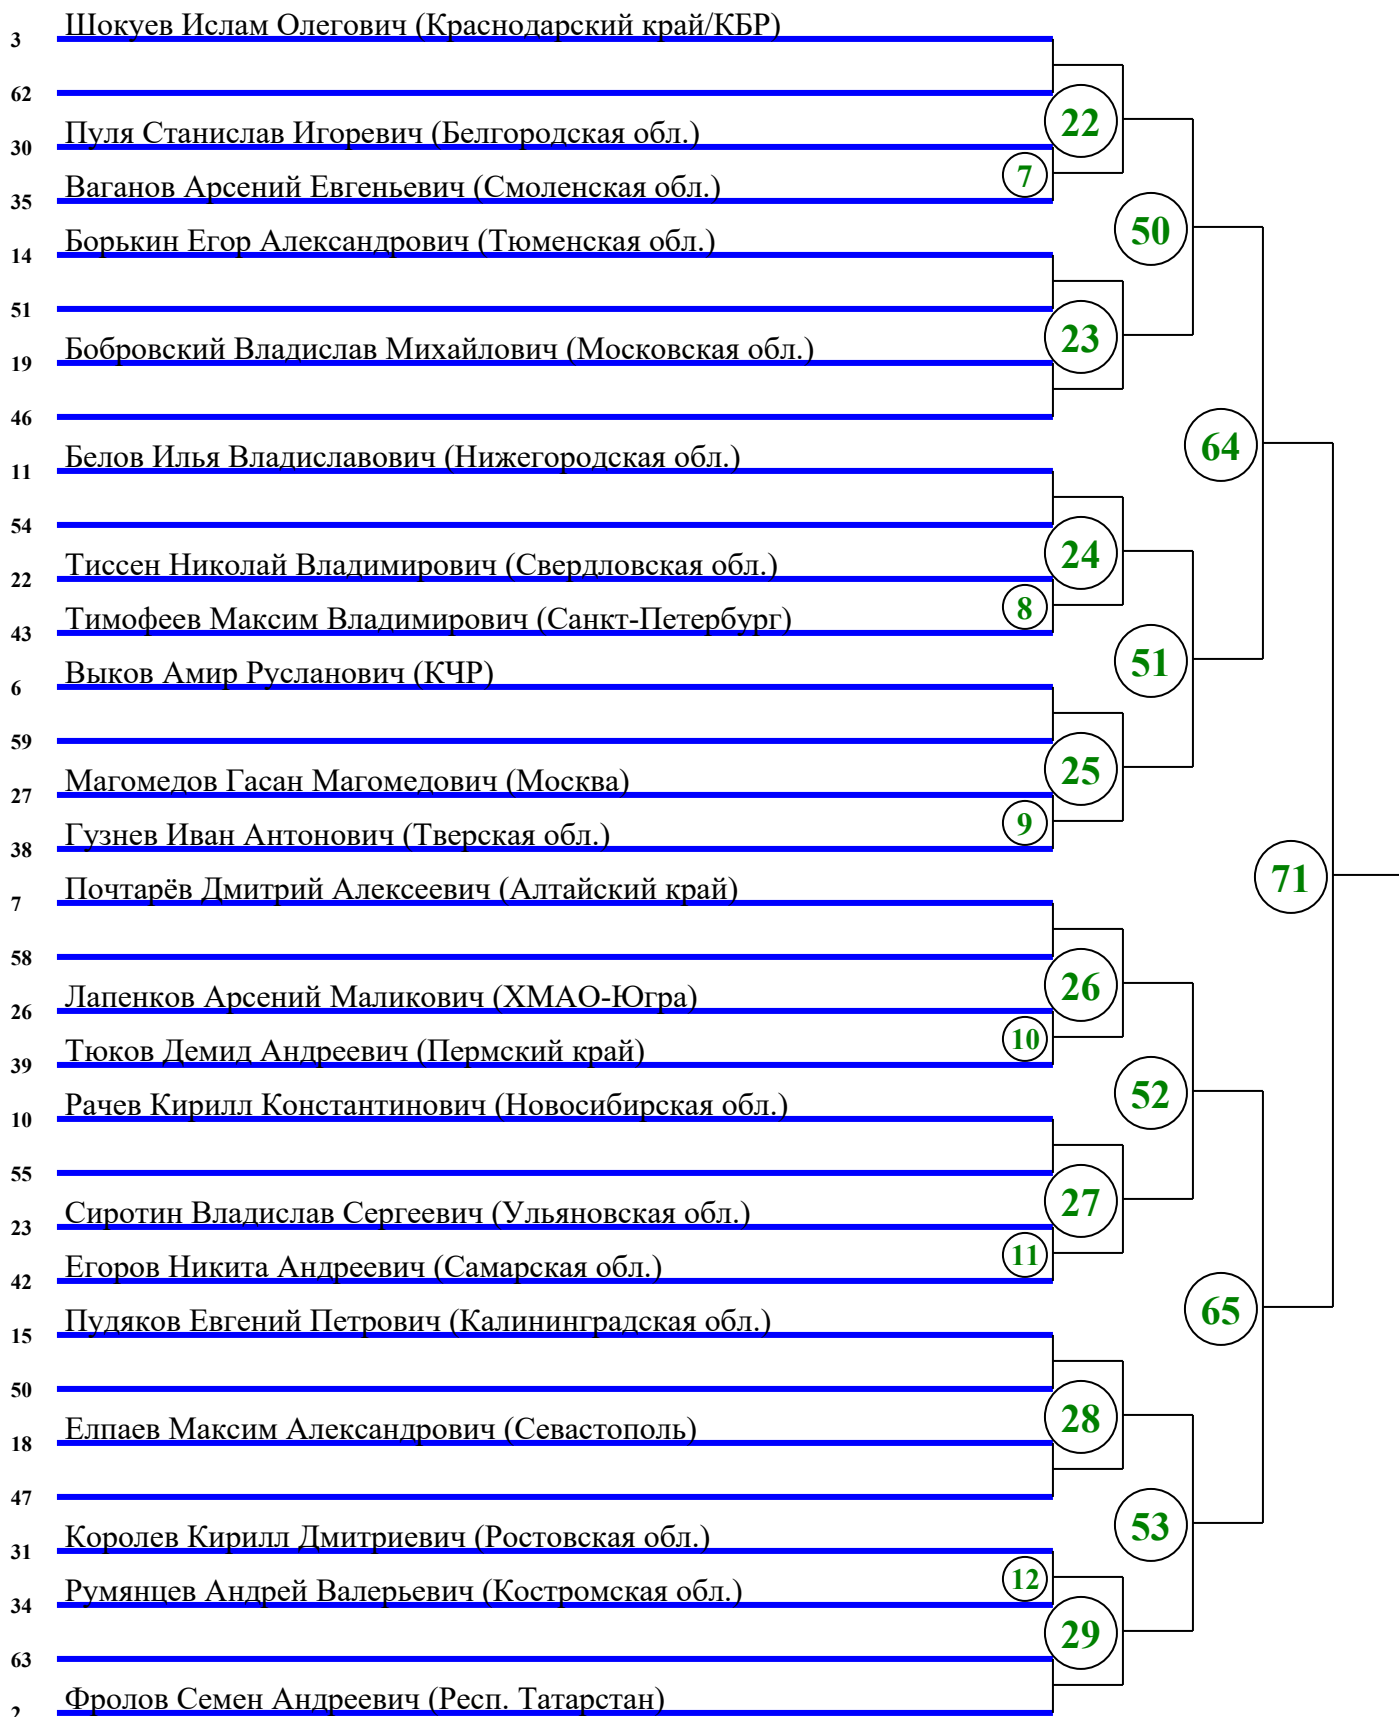 3 Шокуев Ислам Олегович (Краснодарский край/КБР)
62
22
30 Пуля Станислав Игоревич (Белгородская обл.)
7
35 Ваганов Арсений Евгеньевич (Смоленская обл.)
50
14 Борькин Егор Александрович (Тюменская обл.)
51
23
19 Бобровский Владислав Михайлович (Московская обл.)
46
64
11 Белов Илья Владиславович (Нижегородская обл.)
54
24
22 Тиссен Николай Владимирович (Свердловская обл.)
8
43 Тимофеев Максим Владимирович (Санкт-Петербург)
51
6 Выков Амир Русланович (КЧР)
59
25
27 Магомедов Гасан Магомедович (Москва)
9
38 Гузнев Иван Антонович (Тверская обл.)
71
7 Почтарёв Дмитрий Алексеевич (Алтайский край)
58
26
26 Лапенков Арсений Маликович (ХМАО-Югра)
10
39 Тюков Демид Андреевич (Пермский край)
52
10 Рачев Кирилл Константинович (Новосибирская обл.)
55
27
23 Сиротин Владислав Сергеевич (Ульяновская обл.)
11
42 Егоров Никита Андреевич (Самарская обл.)
65
15 Пудяков Евгений Петрович (Калининградская обл.)
50
28
18 Елпаев Максим Александрович (Севастополь)
47
53
31 Королев Кирилл Дмитриевич (Ростовская обл.)
12
34 Румянцев Андрей Валерьевич (Костромская обл.)
29
63
2 Фролов Семен Андреевич (Респ. Татарстан)